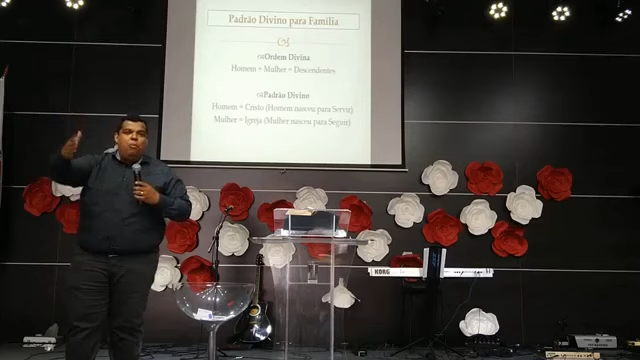 Padrão Divino para Família
Ordem Divina
Homem + Mulher = Descendentes
Padrão Divino
Homem = Cristo (Homem nasceu para Servir)
Mulher = Igreja (Mulher nasceu para Seguir)
KORG